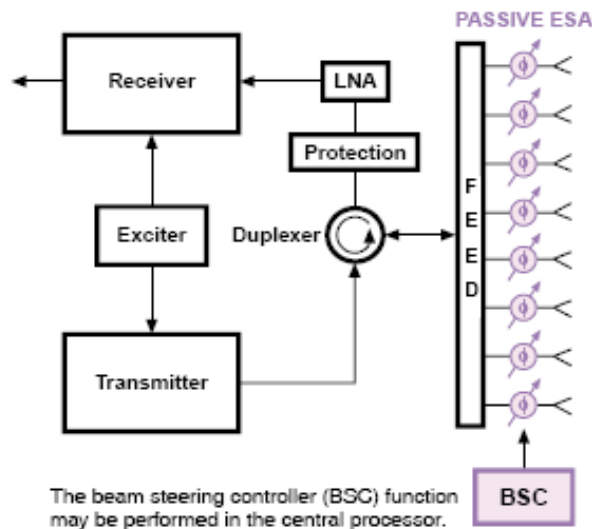 PASSIVE ESA
Receiver
LNA
Protection
Exciter
Duplexer
F
E
E
D
ϕ
ϕ
ϕ
ϕ
ϕ
ϕ
ϕ
ϕ
Transmitter
The beam steering controller (BSC) function
may be performed in the central processor.
BSC